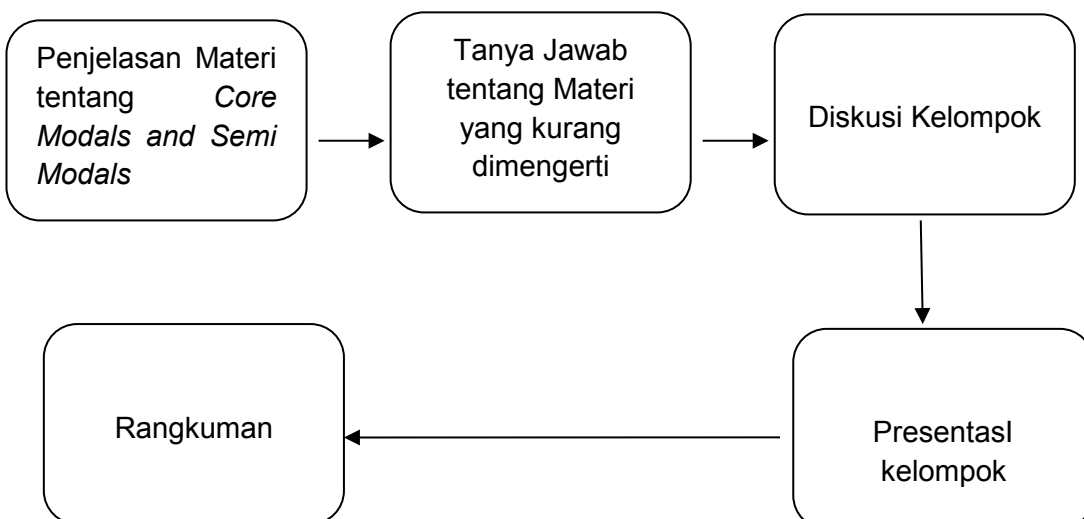 Penjelasan Materi
tentang Core
Modals and Semi
Modals
Tanya Jawab
tentang Materi
yang kurang
dimengerti
Diskusi Kelompok
PresentasI
kelompok
Rangkuman